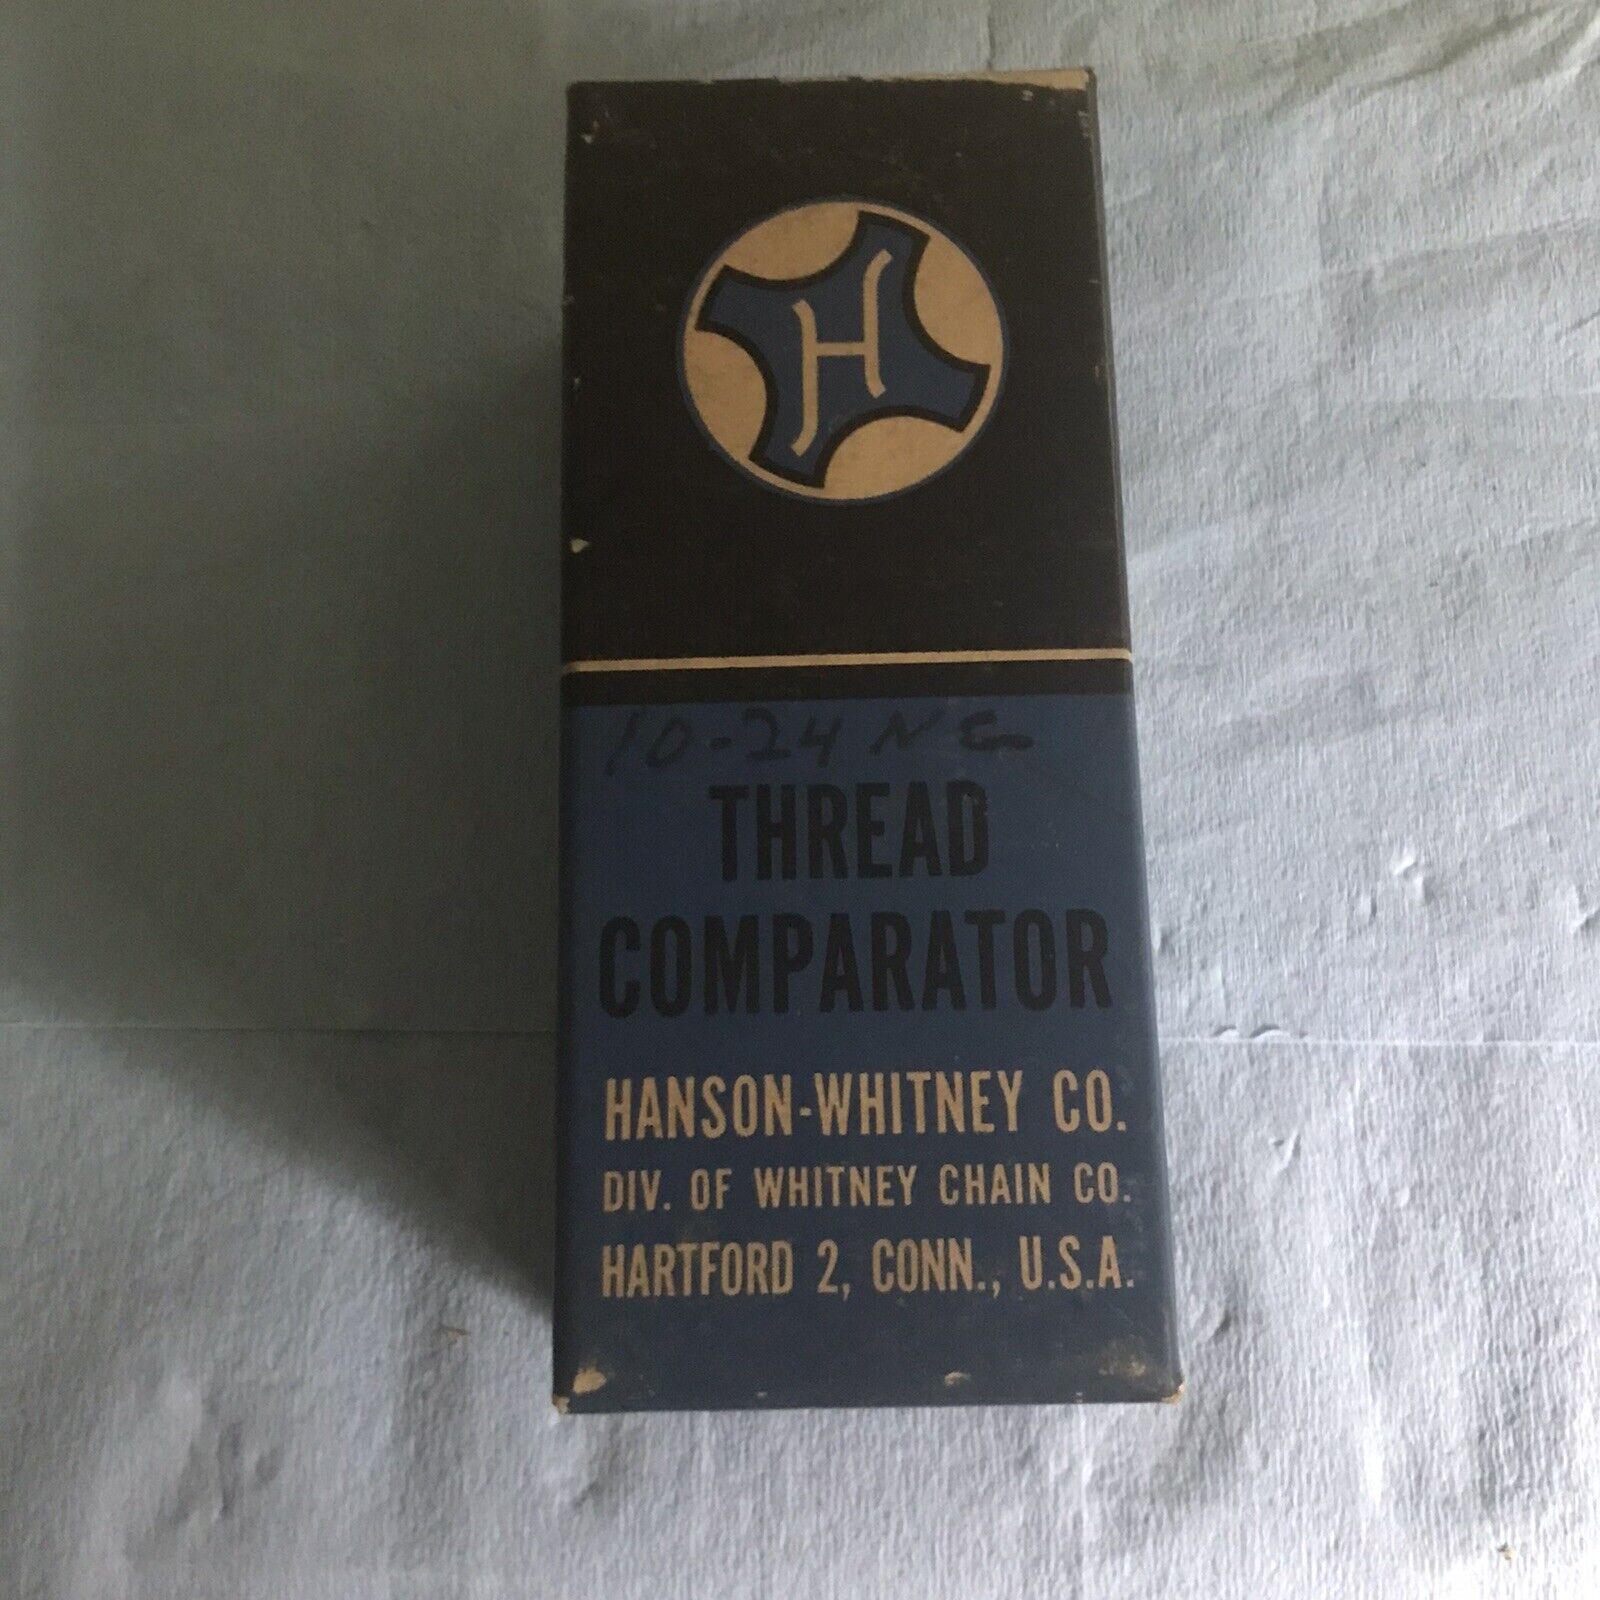 H
10-24 NC
THREAD
COMPARATOR
HANSON-WHITNEY CO.
DIV. OF WHITNEY CHAIN CO.
HARTFORD 2, CONN., U.S.A.